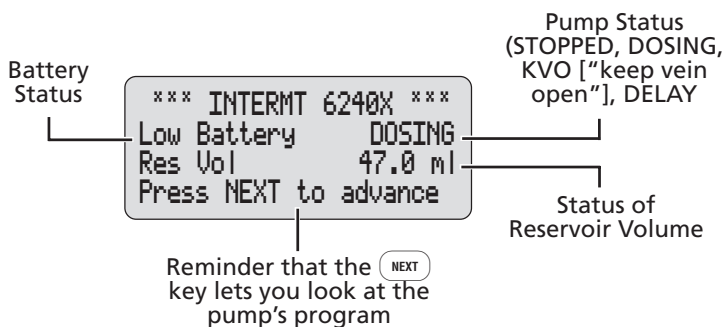 Pump Status
(STOPPED, DOSING,
KVO ["keep vein
open"], DELAY
Battery
Status
*** INTERMT 6240X ***
Low Battery DOSING
Res Vol 47.0 ml
Press NEXT to advance
Status of
Reservoir Volume
Reminder that the NEXT
key lets you look at the
pump's program